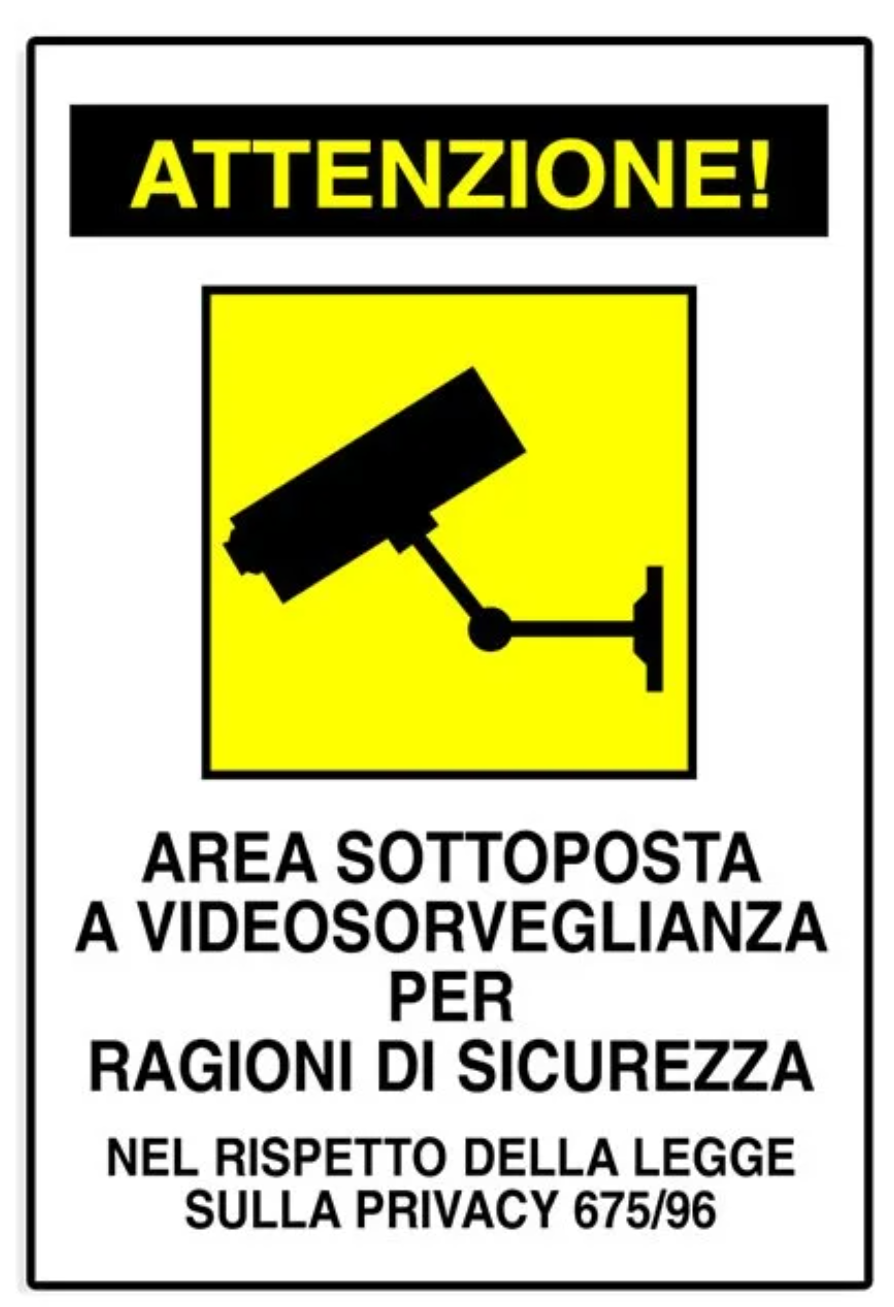 ATTENZIONE!
AREA SOTTOPOSTA
A VIDEOSORVEGLIANZA
PER
RAGIONI DI SICUREZZA
NEL RISPETTO DELLA LEGGE
SULLA PRIVACY 675/96